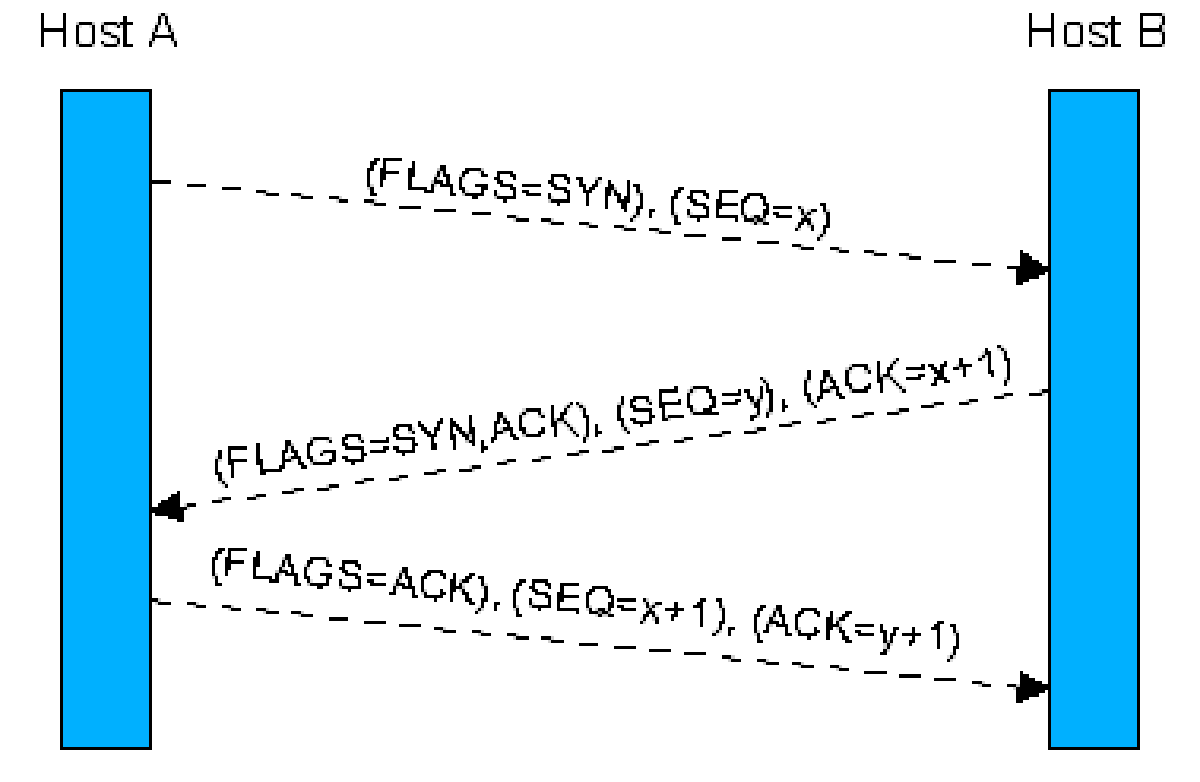 Host A
Host B
(FLAGS=SYN), (SEQ=x)
(FLAGS=SYN,ACK), (SEQ=y), (ACK=x+1)
(FLAGS=ACK), (SEQ=x+1), (ACK=y+1)